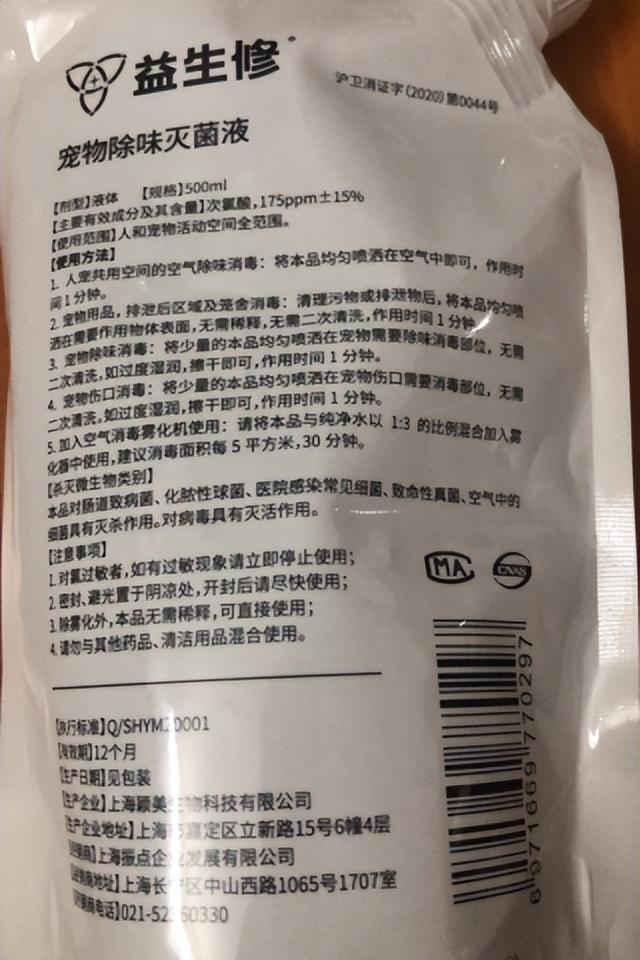 益生修
沪卫消证字(2020)第0044号
宠物除味灭菌液
【剂型】液体 【规格】500ml
【主要有效成分及其含量】次氯酸,175ppm±15%
【使用范围】人和宠物活动空间全范围。
【使用方法】
1. 人宠共用空间的空气除味消毒：将本品均匀喷洒在空气中即可，作用时
间1分钟。
2. 宠物用品，排泄后区域及笼舍消毒：清理污物或排泄物后，将本品均匀喷
洒在需要作用物体表面,无需稀释,无需二次清洗,作用时间1分钟。
3. 宠物除味消毒：将少量的本品均匀喷洒在宠物需要除味消毒部位，无需
二次清洗,如过度湿润,擦干即可,作用时间1分钟。
4. 宠物伤口消毒：将少量的本品均匀喷洒在宠物伤口需要消毒部位，无需
二次清洗,如过度湿润,擦干即可,作用时间1分钟。
5.加入空气消毒雾化机使用：请将本品与纯净水以 1:3 的比例混合加入雾
化器中使用,建议消毒面积每5平方米,30分钟。
【杀灭微生物类别】
本品对肠道致病菌、化脓性球菌、医院感染常见细菌、致命性真菌、空气中的
细菌具有灭杀作用。对病毒具有灭活作用。
【注意事项】
1.对氯过敏者,如有过敏现象请立即停止使用；
2.密封、避光置于阴凉处,开封后请尽快使用；
3.除雾化外,本品无需稀释,可直接使用；
4.请勿与其他药品、清洁用品混合使用。
MA
CNAS
【执行标准】Q/SHYM20001
【有效期】12个月
【生产日期】见包装
【生产企业】上海颐美生物科技有限公司
【生产企业地址】上海市嘉定区立新路15号6幢4层
【经销商】上海振点企业发展有限公司
【经销商地址】上海长宁区中山西路1065号1707室
【经销商电话】021-52 60330
6971669770297